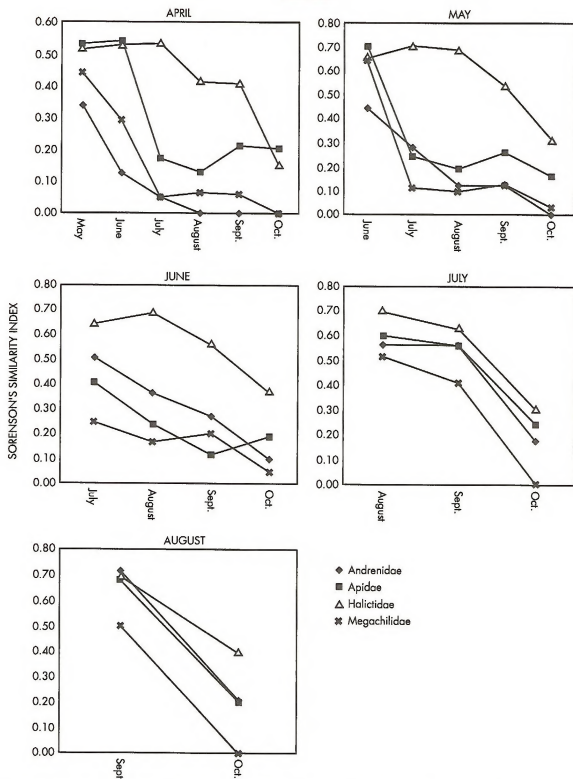 APRIL
0.60
0.50
0.40
0.30
0.20
0.10
0.00
May
June
July
August
Sept.
Oct.
MAY
0.80
0.70
0.60
0.50
0.40
0.30
0.20
0.10
0.00
June
July
August
Sept.
Oct.
SORENSON'S SIMILARITY INDEX
JUNE
0.80
0.70
0.60
0.50
0.40
0.30
0.20
0.10
0.00
July
August
Sept.
Oct.
JULY
0.80
0.70
0.60
0.50
0.40
0.30
0.20
0.10
0.00
August
Sept.
Oct.
AUGUST
0.80
0.70
0.60
0.50
0.40
0.30
0.20
0.10
0.00
Sept
Oct.
Andrenidae
Apidae
Halictidae
Megachilidae